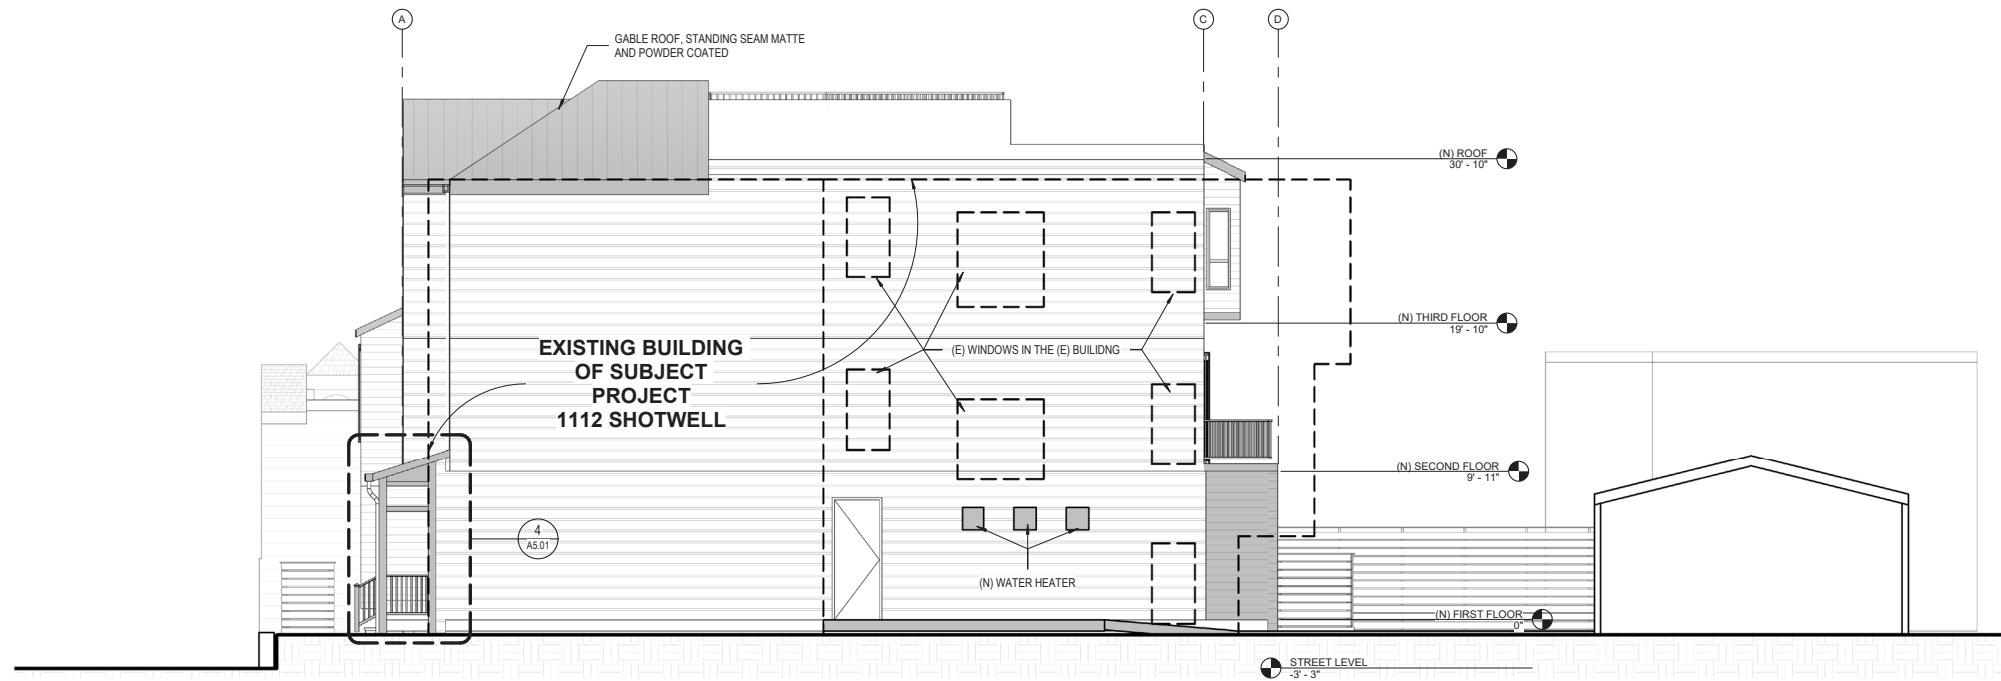 A
C
D
GABLE ROOF, STANDING SEAM MATTE
AND POWDER COATED
(N) ROOF
30' - 10"
(N) THIRD FLOOR
19' - 10"
EXISTING BUILDING
OF SUBJECT
PROJECT
1112 SHOTWELL
(E) WINDOWS IN THE (E) BUILIDNG
(N) SECOND FLOOR
9' - 11"
4
A5.01
(N) WATER HEATER
(N) FIRST FLOOR
0"
STREET LEVEL
-3' - 3"